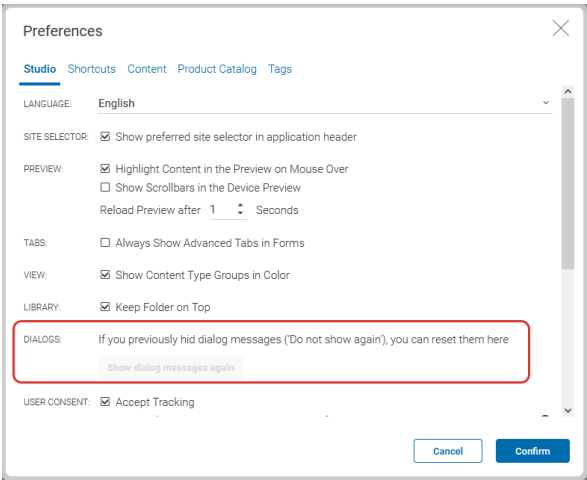 Preferences
Studio Shortcuts Content Product Catalog Tags
LANGUAGE: English
SITE SELECTOR: Show preferred site selector in application header
PREVIEW: Highlight Content in the Preview on Mouse Over
Show Scrollbars in the Device Preview
Reload Preview after 1 Seconds
TABS: Always Show Advanced Tabs in Forms
VIEW: Show Content Type Groups in Color
LIBRARY: Keep Folder on Top
DIALOGS: If you previously hid dialog messages ('Do not show again'), you can reset them here
Show dialog messages again
USER CONSENT: Accept Tracking
Cancel Confirm